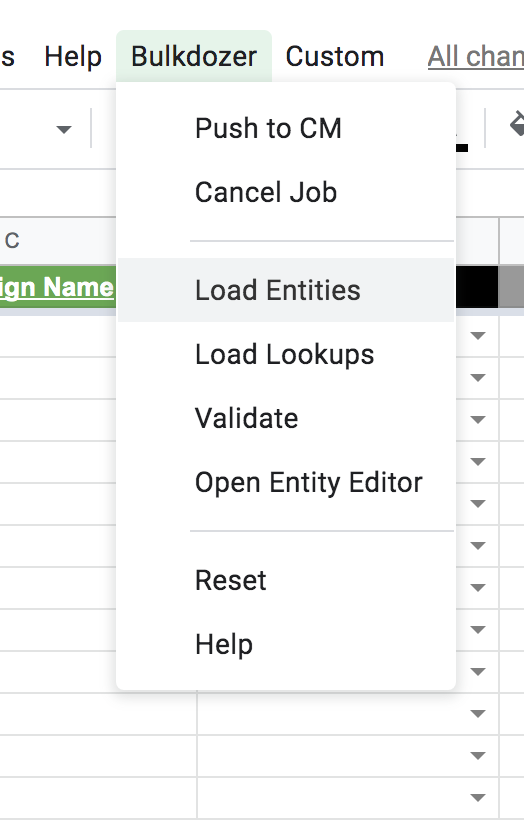 s Help Bulkdozer Custom All chan
Push to CM
Cancel Job
C
Load Entities
ign Name
Load Lookups
Validate
Open Entity Editor
Reset
Help